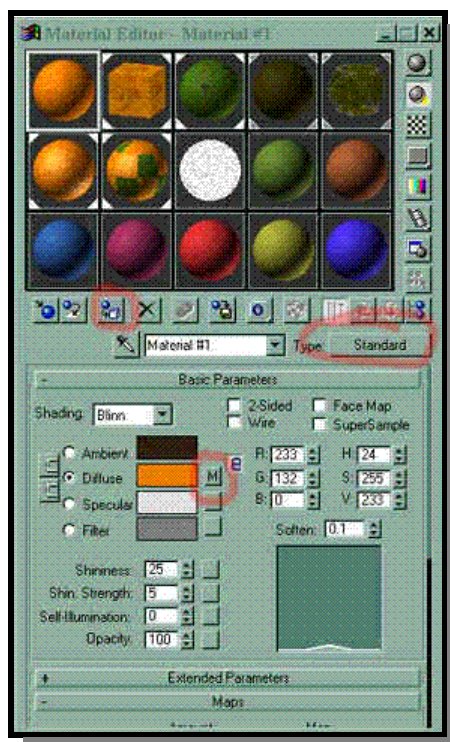 Material Editor - Material #1
Material #1
Type: Standard
- Basic Parameters
Shading: Blinn
2-Sided
Face Map
Wire
SuperSample
Ambient
Diffuse M
Specular
Filter
R: 233 H: 24
G: 132 S: 255
B: 0 V: 233
Soften: 0.1
Shininess: 25
Shin. Strength: 5
Self-Illumination: 0
Opacity: 100
+ Extended Parameters
- Maps